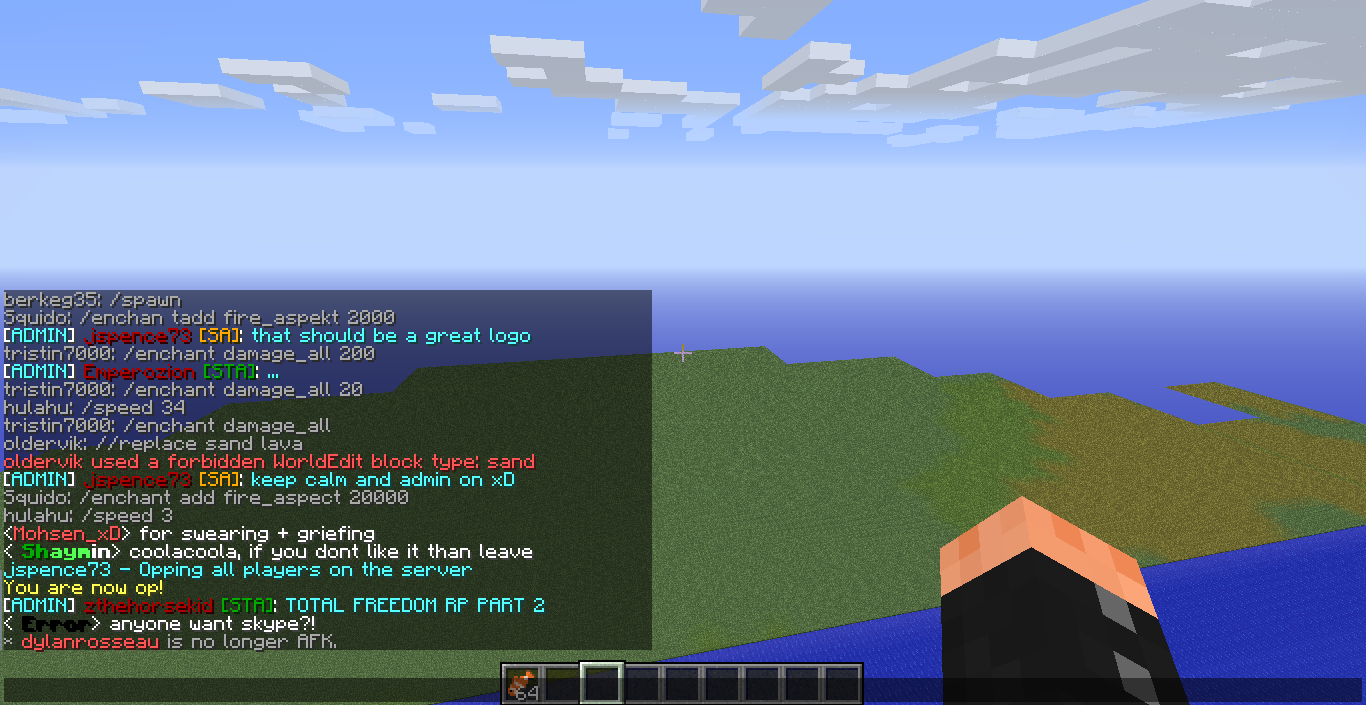 berkeg35: /spawn
Squido: /enchan tadd fire_aspekt 2000
[ADMIN] jspence73 [SA]: that should be a great logo
tristin7000: /enchant damage_all 200
[ADMIN] Emperozion [STA]: ...
tristin7000: /enchant damage_all 20
hulahu: /speed 34
tristin7000: /enchant damage_all
oldervik: //replace sand lava
oldervik used a forbidden WorldEdit block type: sand
[ADMIN] jspence73 [SA]: keep calm and admin on xD
Squido: /enchant add fire_aspect 20000
hulahu: /speed 3
<Mohsen_xD> for swearing + griefing
< Shaymin> coolacoola, if you dont like it than leave
jspence73 - Opping all players on the server
You are now op!
[ADMIN] zthehorsekid [STA]: TOTAL FREEDOM RP PART 2
< Error> anyone want skype?!
* dylanrosseau is no longer AFK.
64